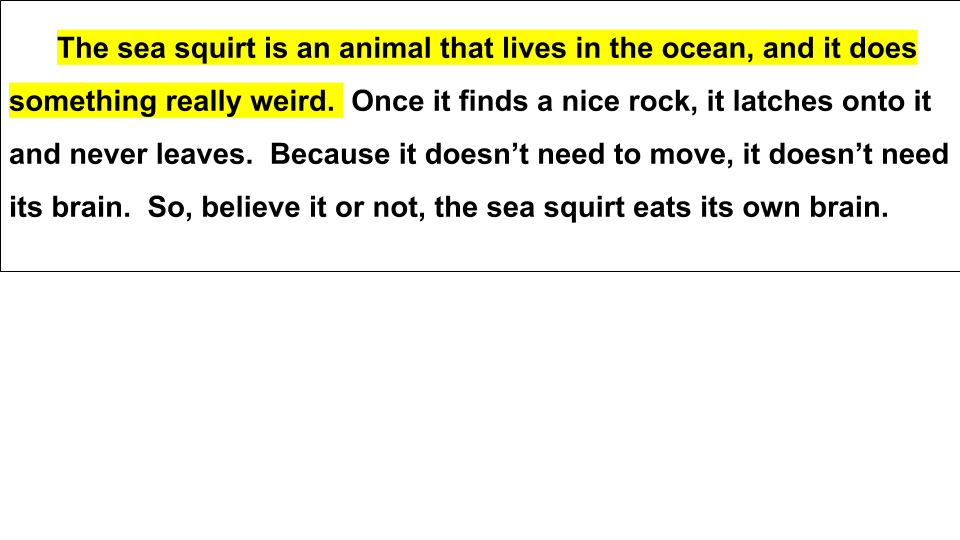 The sea squirt is an animal that lives in the ocean, and it does
something really weird.  Once it finds a nice rock, it latches onto it
and never leaves.  Because it doesn’t need to move, it doesn’t need
its brain.  So, believe it or not, the sea squirt eats its own brain.